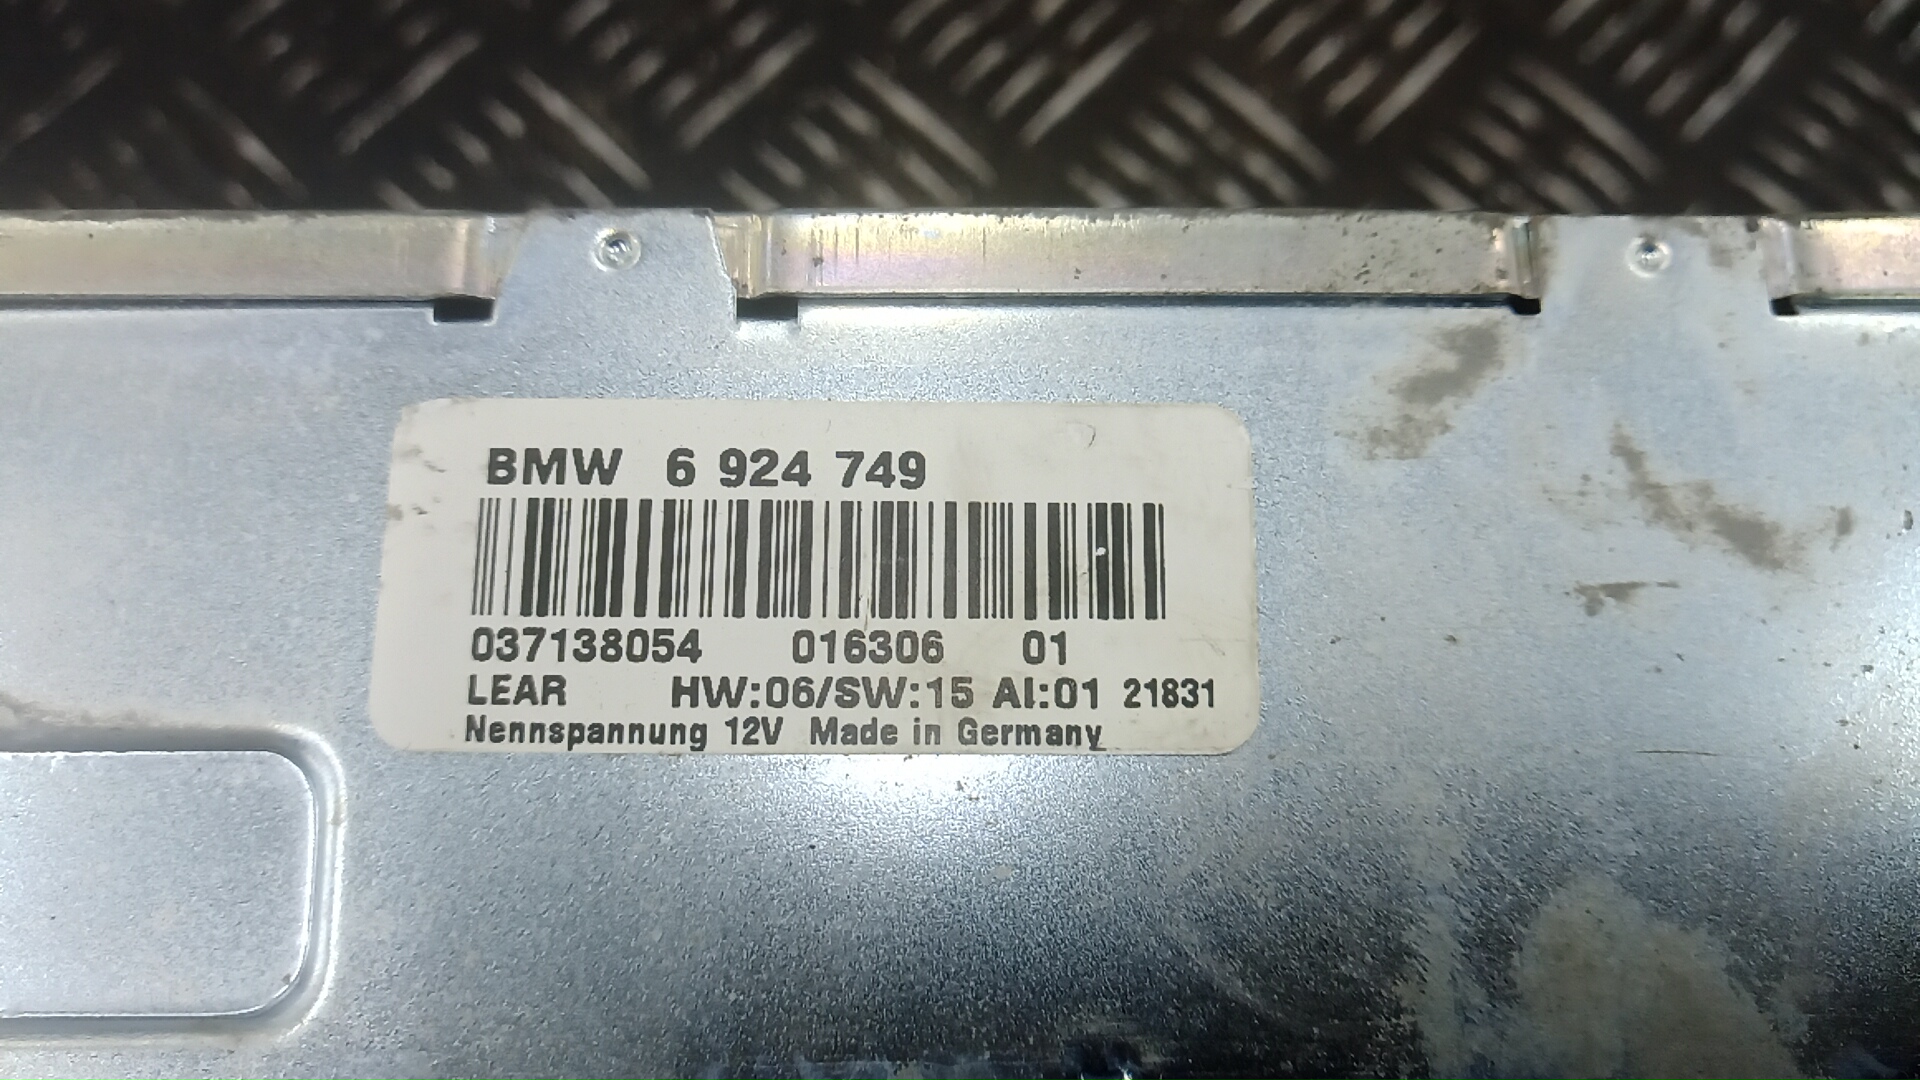 BMW 6 924 749
037138054 016306 01
LEAR HW:06/SW:15 AI:01 21831
Nennspannung 12V Made in Germany